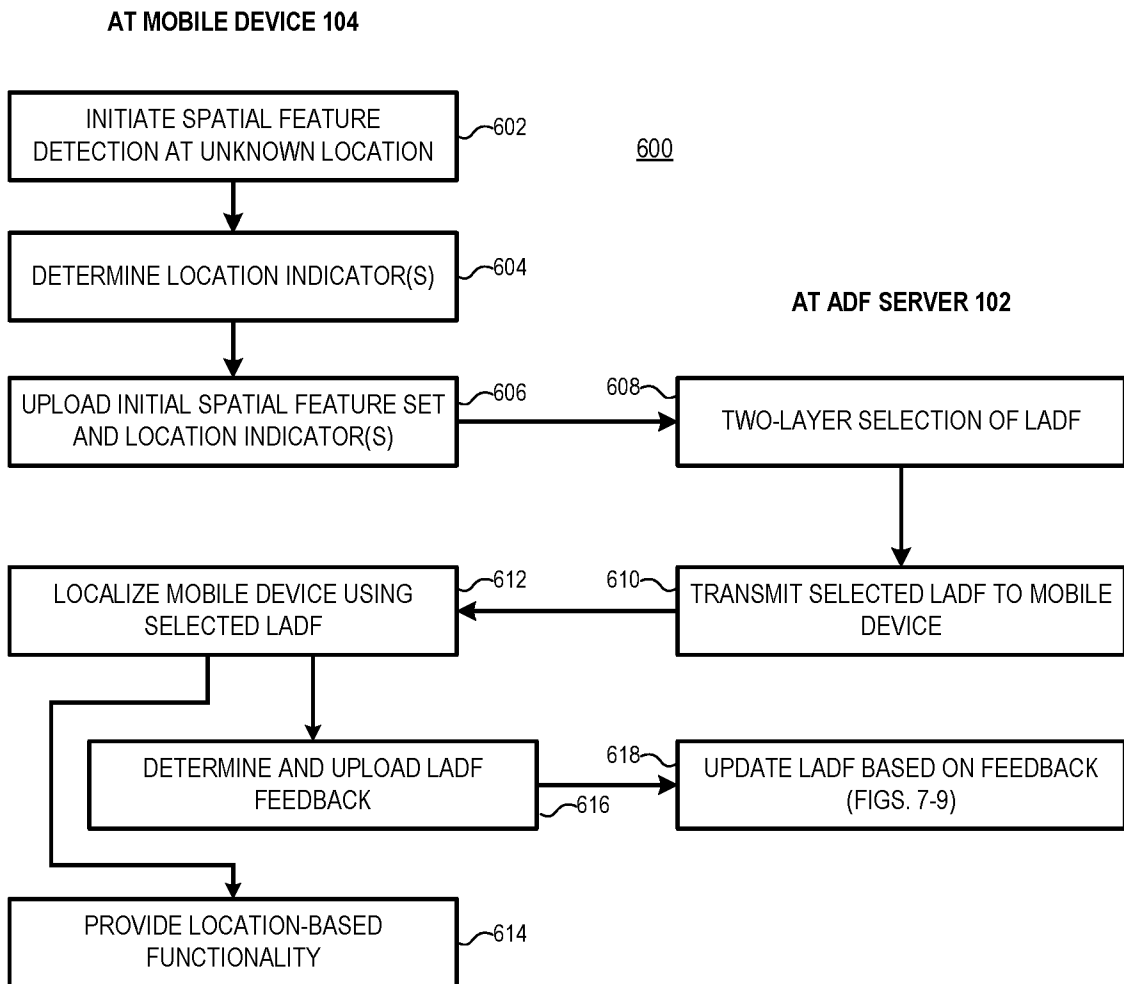 AT MOBILE DEVICE 104
INITIATE SPATIAL FEATURE
DETECTION AT UNKNOWN LOCATION
602
600
DETERMINE LOCATION INDICATOR(S)
604
AT ADF SERVER 102
UPLOAD INITIAL SPATIAL FEATURE SET
AND LOCATION INDICATOR(S)
606
608
TWO-LAYER SELECTION OF LADF
LOCALIZE MOBILE DEVICE USING
SELECTED LADF
612
610
TRANSMIT SELECTED LADF TO MOBILE
DEVICE
DETERMINE AND UPLOAD LADF
FEEDBACK
616
618
UPDATE LADF BASED ON FEEDBACK
(FIGS. 7-9)
PROVIDE LOCATION-BASED
FUNCTIONALITY
614